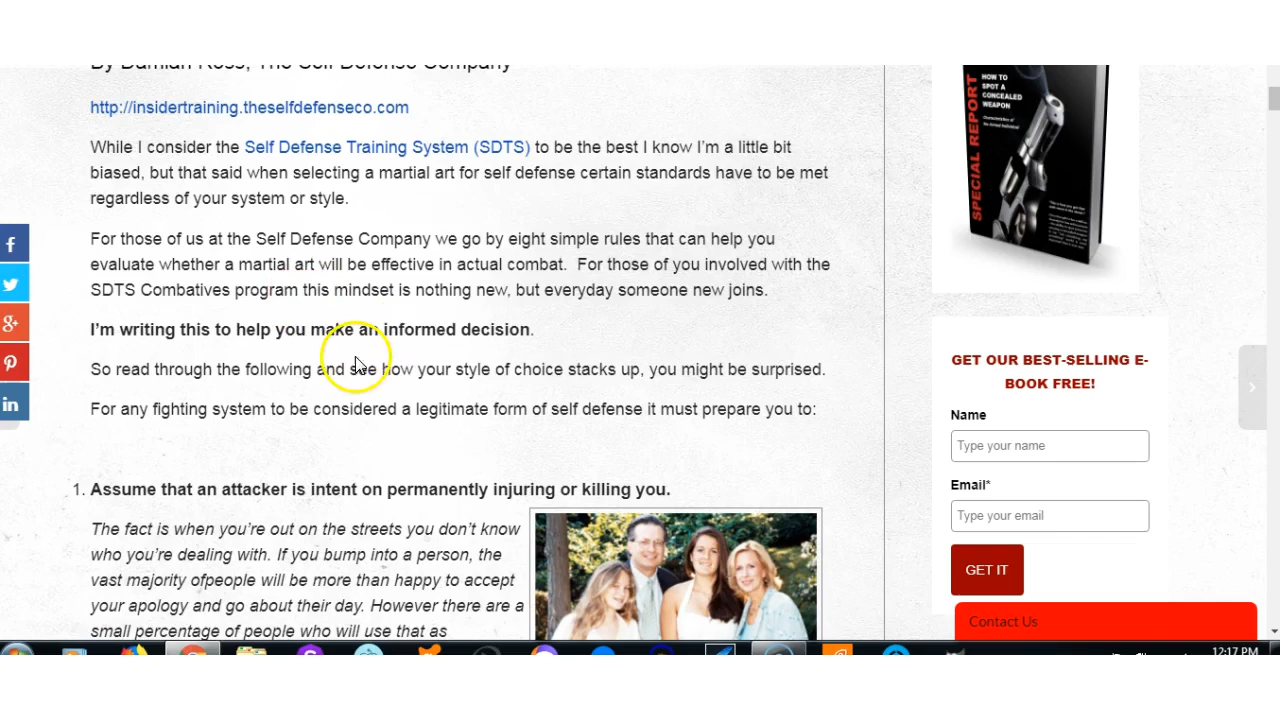 By Damian Ross, The Self Defense Company
http://insidertraining.theselfdefenseco.com
While I consider the Self Defense Training System (SDTS) to be the best I know I'm a little bit
biased, but that said when selecting a martial art for self defense certain standards have to be met
regardless of your system or style.
For those of us at the Self Defense Company we go by eight simple rules that can help you
evaluate whether a martial art will be effective in actual combat.  For those of you involved with the
SDTS Combatives program this mindset is nothing new, but everyday someone new joins.
I'm writing this to help you make an informed decision.
So read through the following and see how your style of choice stacks up, you might be surprised.
For any fighting system to be considered a legitimate form of self defense it must prepare you to:
1. Assume that an attacker is intent on permanently injuring or killing you.
The fact is when you're out on the streets you don't know
who you're dealing with. If you bump into a person, the
vast majority ofpeople will be more than happy to accept
your apology and go about their day. However there are a
small percentage of people who will use that as
SPECIAL REPORT
HOW TO
SPOT A
CONCEALED
WEAPON
GET OUR BEST-SELLING E-
BOOK FREE!
Name
Type your name
Email*
Type your email
GET IT
Contact Us
12:17 PM